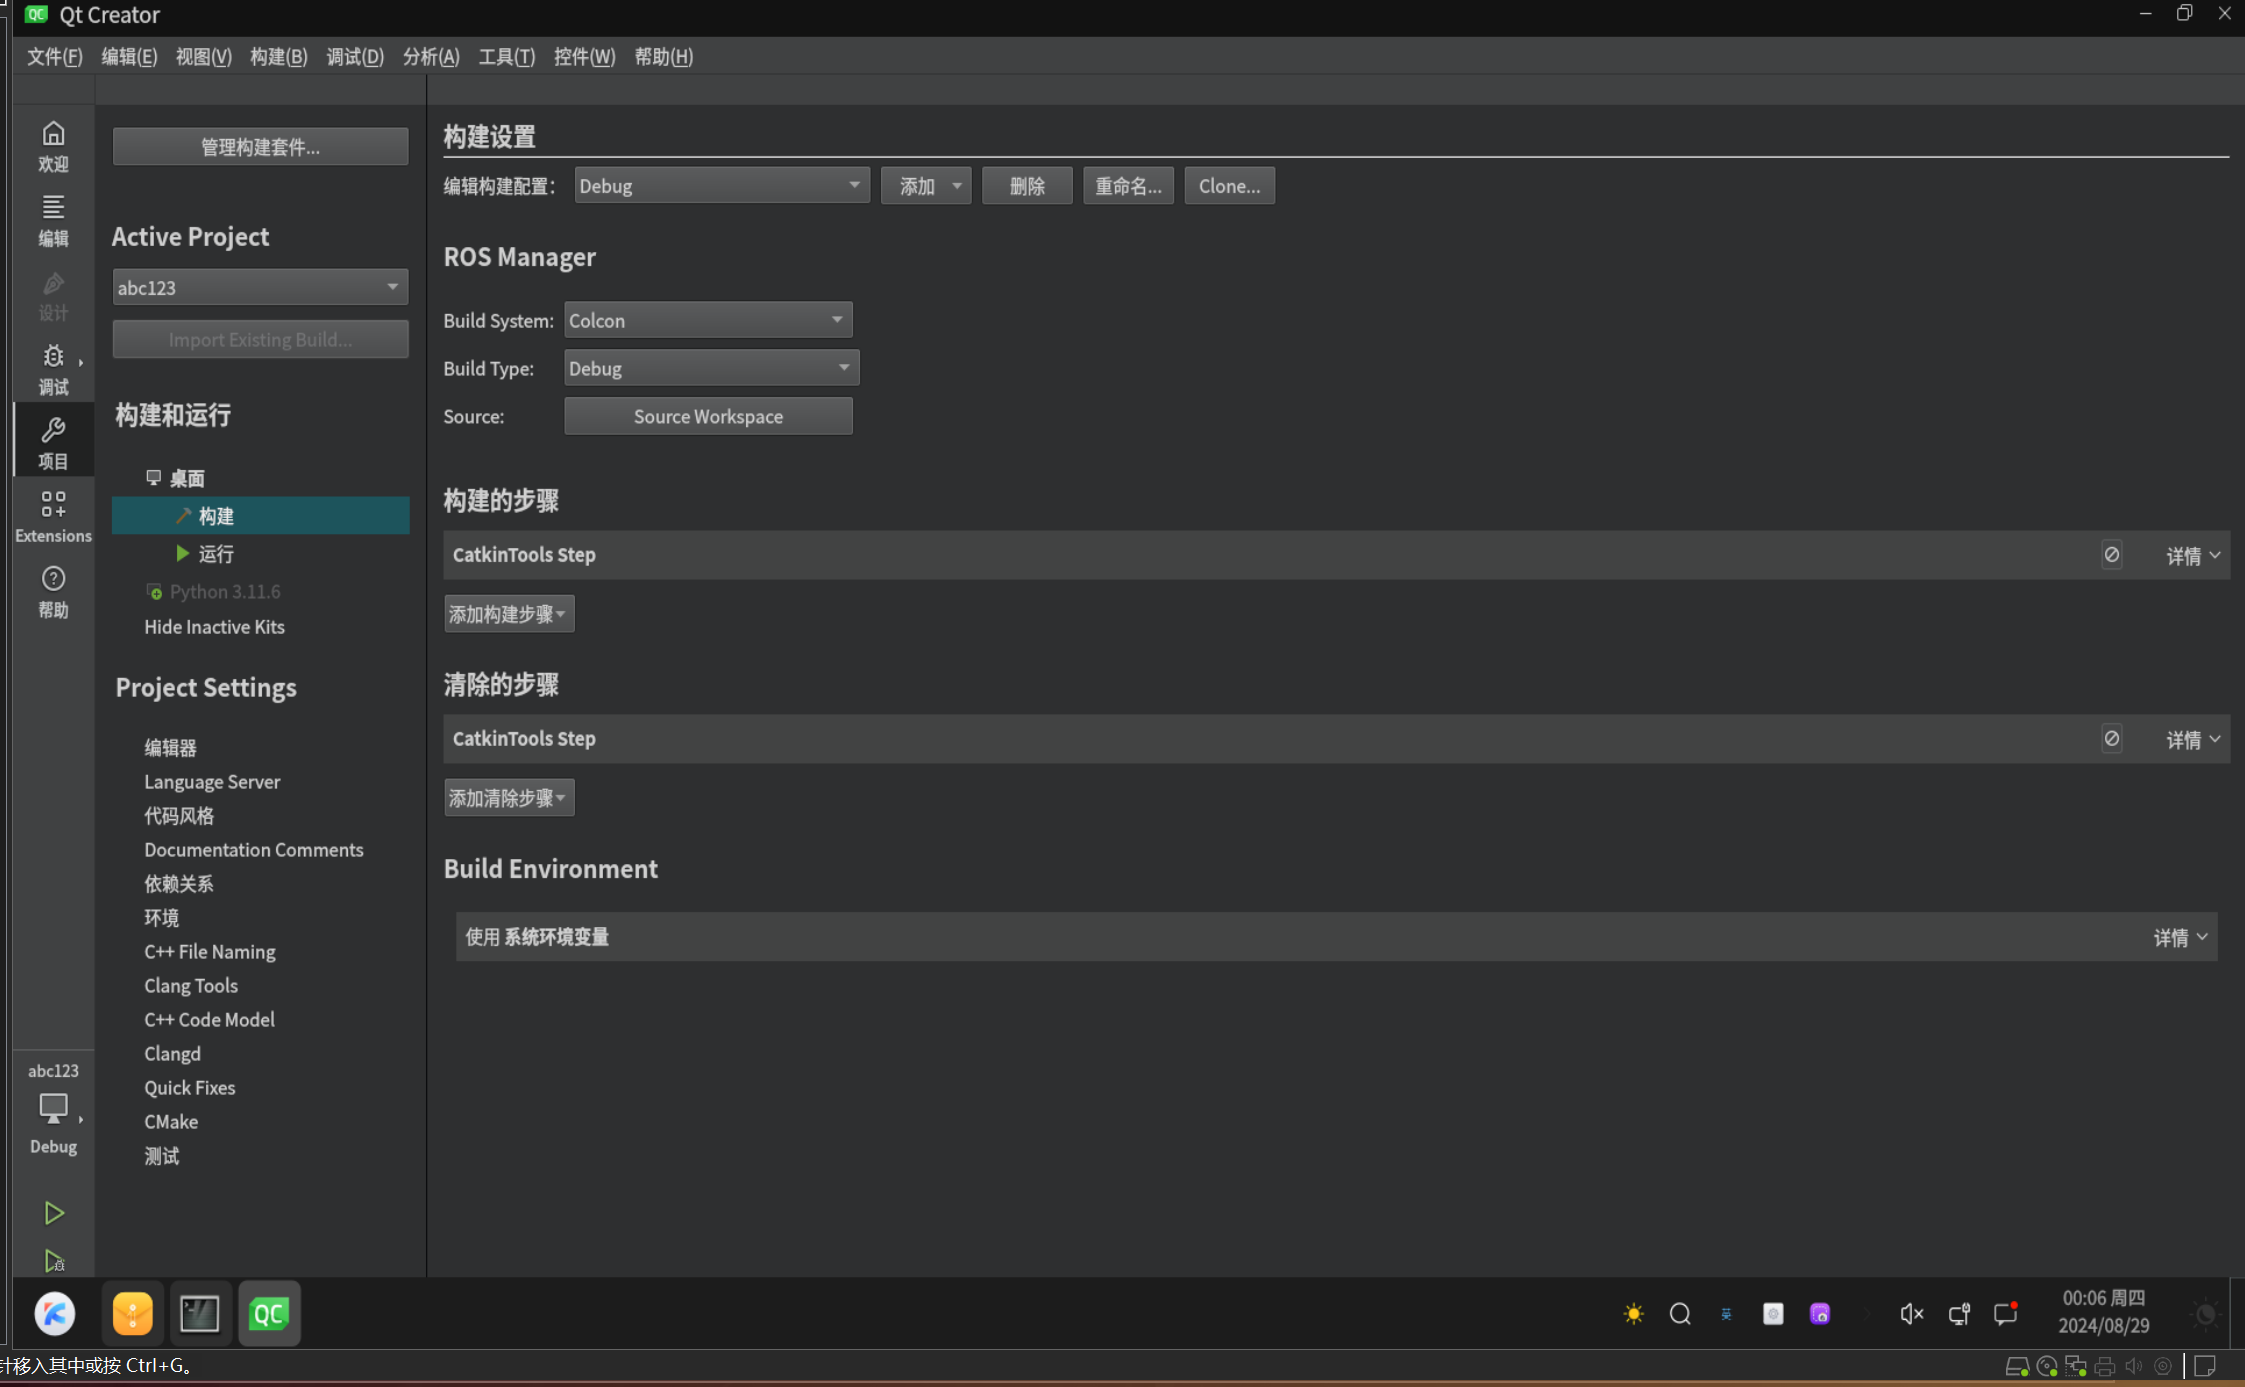 QC Qt Creator
文件(F) 编辑(E) 视图(V) 构建(B) 调试(D) 分析(A) 工具(T) 控件(W) 帮助(H)
欢迎
编辑
设计
调试
项目
Extensions
帮助
abc123
Debug
管理构建套件...
Active Project
abc123
Import Existing Build...
构建和运行
桌面
构建
运行
Python 3.11.6
Hide Inactive Kits
Project Settings
编辑器
Language Server
代码风格
Documentation Comments
依赖关系
环境
C++ File Naming
Clang Tools
C++ Code Model
Clangd
Quick Fixes
CMake
测试
构建设置
编辑构建配置： Debug 添加 删除 重命名... Clone...
ROS Manager
Build System: Colcon
Build Type: Debug
Source: Source Workspace
构建的步骤
CatkinTools Step 详情
添加构建步骤
清除的步骤
CatkinTools Step 详情
添加清除步骤
Build Environment
使用 系统环境变量 详情
QC 英 00:06 周四
2024/08/29
移入其中或按 Ctrl+G。